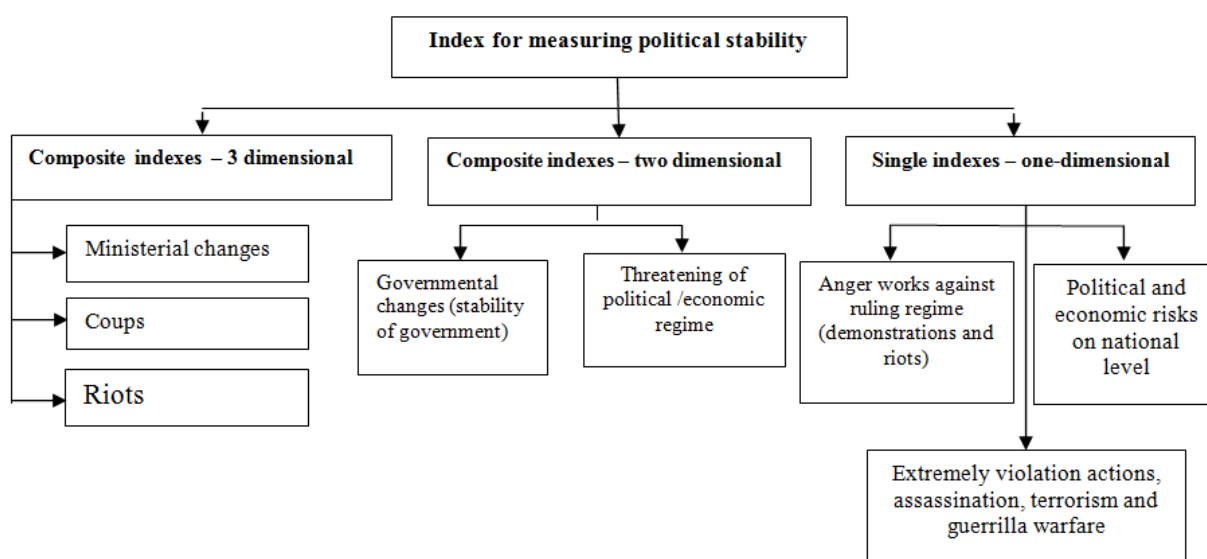 Index for measuring political stability
Composite indexes – 3 dimensional
Ministerial changes
Coups
Riots
Composite indexes – two dimensional
Governmental
changes (stability
of government)
Threatening of
political /economic
regime
Single indexes – one-dimensional
Anger works against
ruling regime
(demonstrations and
riots)
Political and
economic risks
on national
level
Extremely violation actions,
assassination, terrorism and
guerrilla warfare